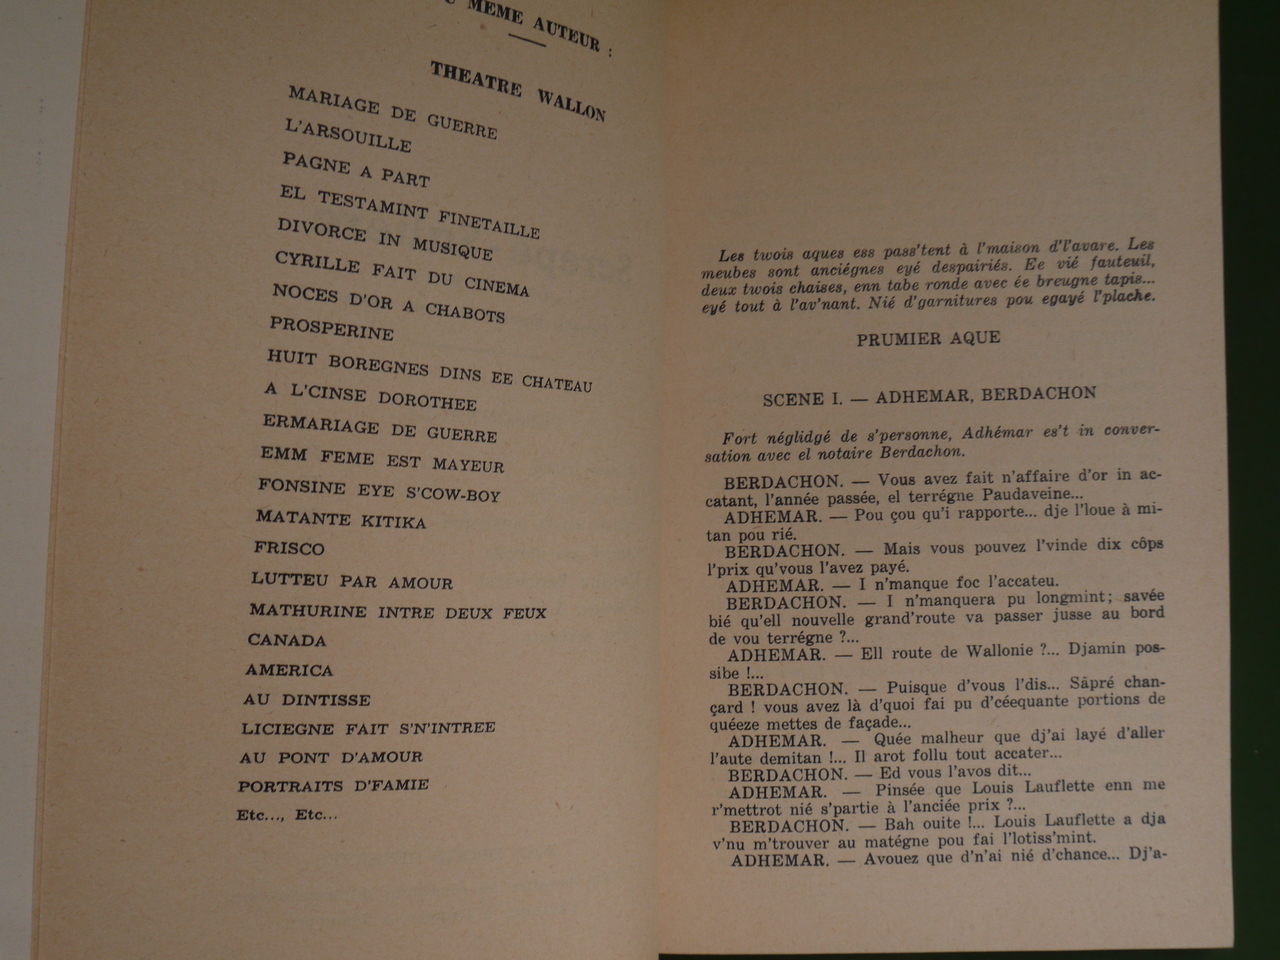 MEME AUTEUR :
THEATRE WALLON
MARIAGE DE GUERRE
L'ARSOUILLE
PAGNE A PART
EL TESTAMINT FINETAILLE
DIVORCE IN MUSIQUE
CYRILLE FAIT DU CINEMA
NOCES D'OR A CHABOTS
PROSPERINE
HUIT BOREGNES DINS EE CHATEAU
A L'CINSE DOROTHEE
ERMARIAGE DE GUERRE
EMM FEME EST MAYEUR
FONSINE EYE S'COW-BOY
MATANTE KITIKA
FRISCO
LUTTEU PAR AMOUR
MATHURINE INTRE DEUX FEUX
CANADA
AMERICA
AU DINTISSE
LICIEGNE FAIT S'N'INTREE
AU PONT D'AMOUR
PORTRAITS D'FAMIE
Etc..., Etc...
Les twois aques ess pass'tent à l'maison d'l'avare. Les
meubes sont anciégnes eyé despairiés. Ee vié fauteuil,
deux twois chaises, enn tabe ronde avec ée breugne tapis...
eyé tout à l'av'nant. Nié d'garnitures pou egayé l'plache.
PRUMIER AQUE
SCENE I. — ADHEMAR, BERDACHON
Fort néglidgé de s'personne, Adhémar es't in conver-
sation avec el notaire Berdachon.
BERDACHON. — Vous avez fait n'affaire d'or in ac-
catant, l'année passée, el terrégne Paudaveine...
ADHEMAR. — Pou çou qu'i rapporte... dje l'loue à mi-
tan pou rié.
BERDACHON. — Mais vous pouvez l'vinde dix côps
l'prix qu'vous l'avez payé.
ADHEMAR. — I n'manque foc l'accateu.
BERDACHON. — I n'manquera pu longmint; savée
bié qu'ell nouvelle grand'route va passer jusse au bord
de vou terrégne ?...
ADHEMAR. — Ell route de Wallonie ?... Djamin pos-
sibe !...
BERDACHON. — Puisque d'vous l'dis... Sâpré chan-
çard ! vous avez là d'quoi fai pu d'céequante portions de
quéeze mettes de façade...
ADHEMAR. — Quée malheur que dj'ai layé d'aller
l'aute demitan !... Il arot follu tout accater...
BERDACHON. — Ed vous l'avos dit...
ADHEMAR. — Pinsée que Louis Lauflette enn me
r'mettrot nié s'partie à l'anciée prix ?...
BERDACHON. — Bah ouite !... Louis Lauflette a dja
v'nu m'trouver au matégne pou fai l'lotiss'mint.
ADHEMAR. — Avouez que d'n'ai nié d'chance... Dj'a-